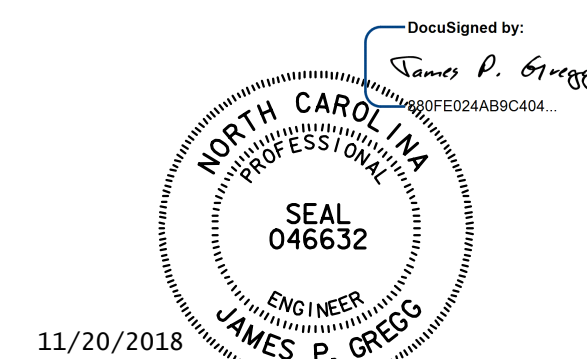 DocuSigned by:
James P. Gregg
880FE024AB9C404...
NORTH CAROLINA
PROFESSIONAL
SEAL
046632
ENGINEER
JAMES P. GREGG
11/20/2018